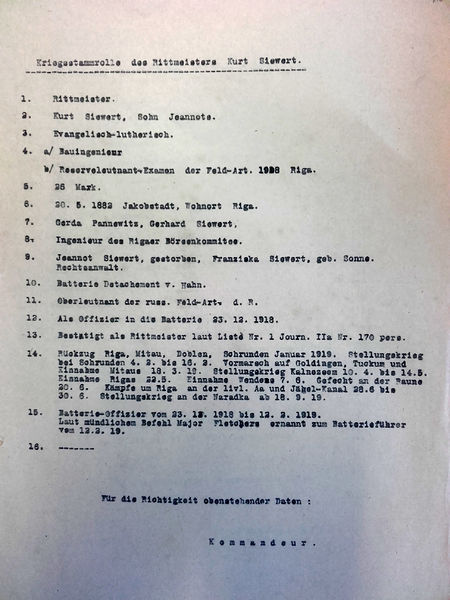 Kriegsstammrolle des Rittmeisters Kurt Siewert.
1. Rittmeister.
2. Kurt Siewert, Sohn Jeannots.
3. Evangelisch-lutherisch.
4. a/ Bauingenieur
b/ Reserveleutnant-Examen der Feld-Art. Riga.
5. 26 Mark.
6. 20. 5. 1882 Jakobstadt, Wohnort Riga.
7. Gerda Pannewitz, Gerhard Siewert,
8. Ingenieur des Rigaer Börsenkomitee.
9. Jeannot Siewert, gestorben, Franziska Siewert, geb. Sonne.
Rechtsanwalt.
10. Batterie Detachement v. Hahn.
11. Oberleutnant der russ. Feld-Art. d. R.
12. Als Offizier in die Batterie 23. 12. 1918.
13. Bestätigt als Rittmeister laut Liste Nr. 1 Journ. IIa Nr. 170 pers.
14. Rückzug Riga, Mitau, Doblen, Schrunden Januar 1919. Stellungskrieg
bei Schrunden 4. 2. bis 16. 2. Vormarsch auf Goldingen, Tuckum und
Einnahme Mitaus 18. 3. 19. Stellungskrieg Kalnezeem 10. 4. bis 14.5.
Einnahme Rigas 22.5. Einnahme Wendens 7. 6. Gefecht an der Raune
20. 6. Kämpfe um Riga an der livl. Aa und Jägel-Kanal 26.6 bis
30. 6. Stellungskrieg an der Waradka ab 18. 9. 19.
15. Batterie-Offizier vom 23. 12. 1918 bis 12. 2. 1919.
Laut mündlichem Befehl Major Fletchers ernannt zum Batterieführer
vom 12.2. 19.
16. -------
Für die Richtigkeit obenstehender Daten :
Kommandeur.